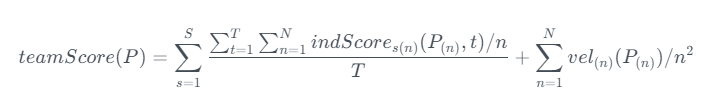 teamScore(P) = \sum_{s=1}^{S} \frac{\sum_{t=1}^{T} \sum_{n=1}^{N} indScore_{s(n)}(P_{(n)}, t)/n}{T} + \sum_{n=1}^{N} vel_{(n)}(P_{(n)})/n^2